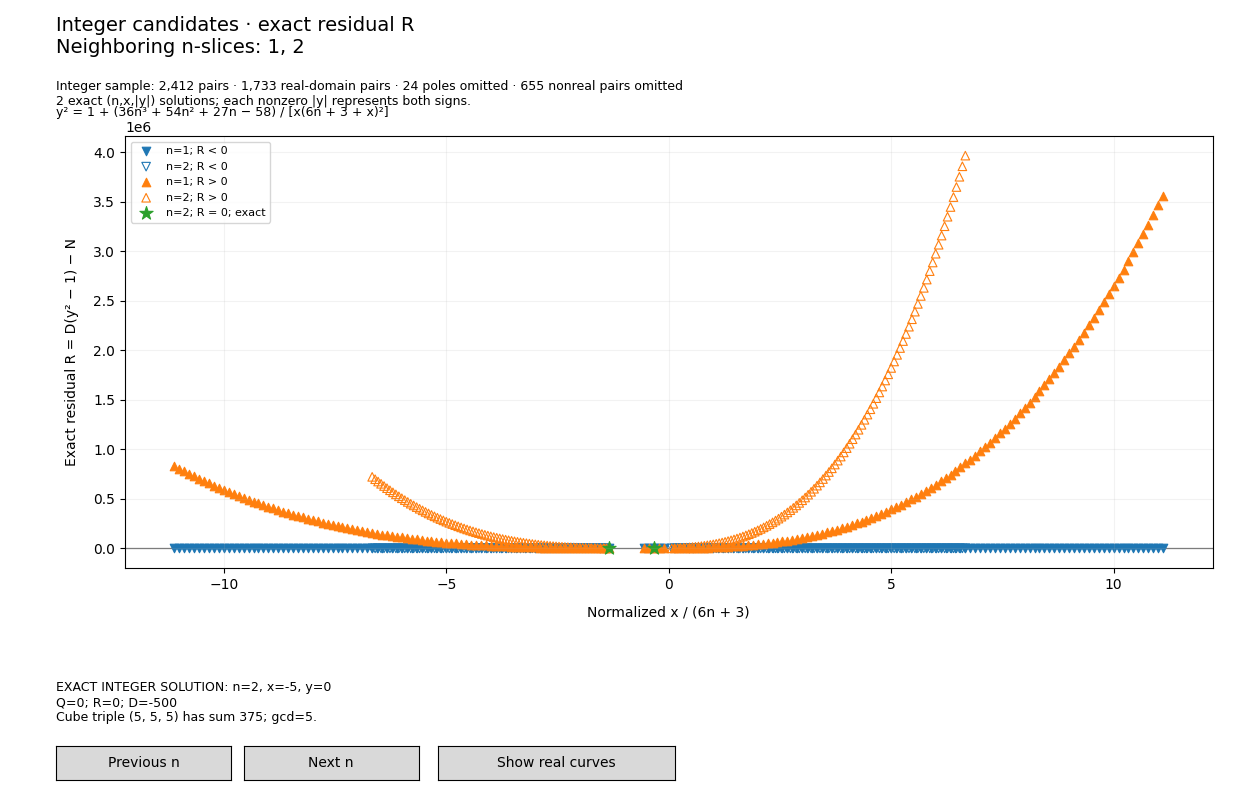 Integer candidates · exact residual R
Neighboring n-slices: 1, 2
Integer sample: 2,412 pairs · 1,733 real-domain pairs · 24 poles omitted · 655 nonreal pairs omitted
2 exact (n,x,|y|) solutions; each nonzero |y| represents both signs.
y² = 1 + (36n³ + 54n² + 27n − 58) / [x(6n + 3 + x)²]
1e6
n=1; R < 0
n=2; R < 0
n=1; R > 0
n=2; R > 0
n=2; R = 0; exact
4.0
3.5
3.0
2.5
2.0
1.5
1.0
0.5
0.0
Exact residual R = D(y² − 1) − N
−10
−5
0
5
10
Normalized x / (6n + 3)
EXACT INTEGER SOLUTION: n=2, x=-5, y=0
Q=0; R=0; D=-500
Cube triple (5, 5, 5) has sum 375; gcd=5.
Previous n
Next n
Show real curves